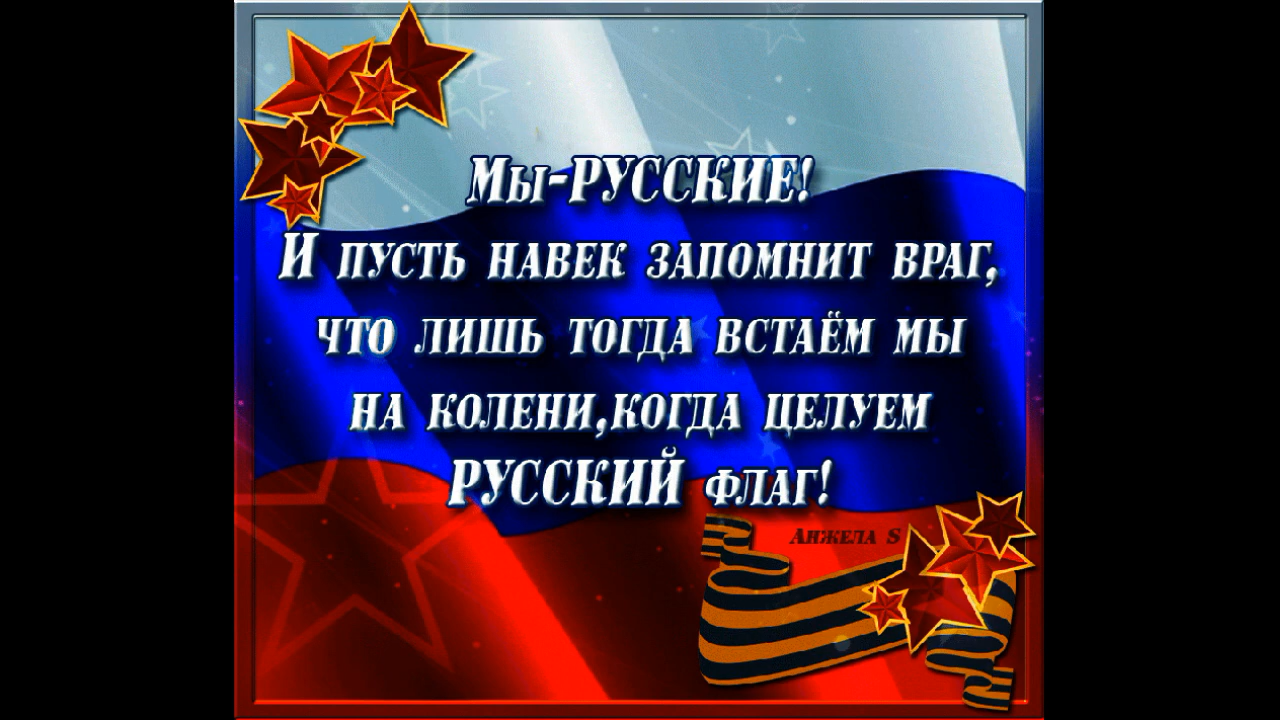 Мы-РУССКИЕ!
И ПУСТЬ НАВЕК ЗАПОМНИТ ВРАГ,
ЧТО ЛИШЬ ТОГДА ВСТАЁМ МЫ
НА КОЛЕНИ,КОГДА ЦЕЛУЕМ
РУССКИЙ ФЛАГ!
Анжела S